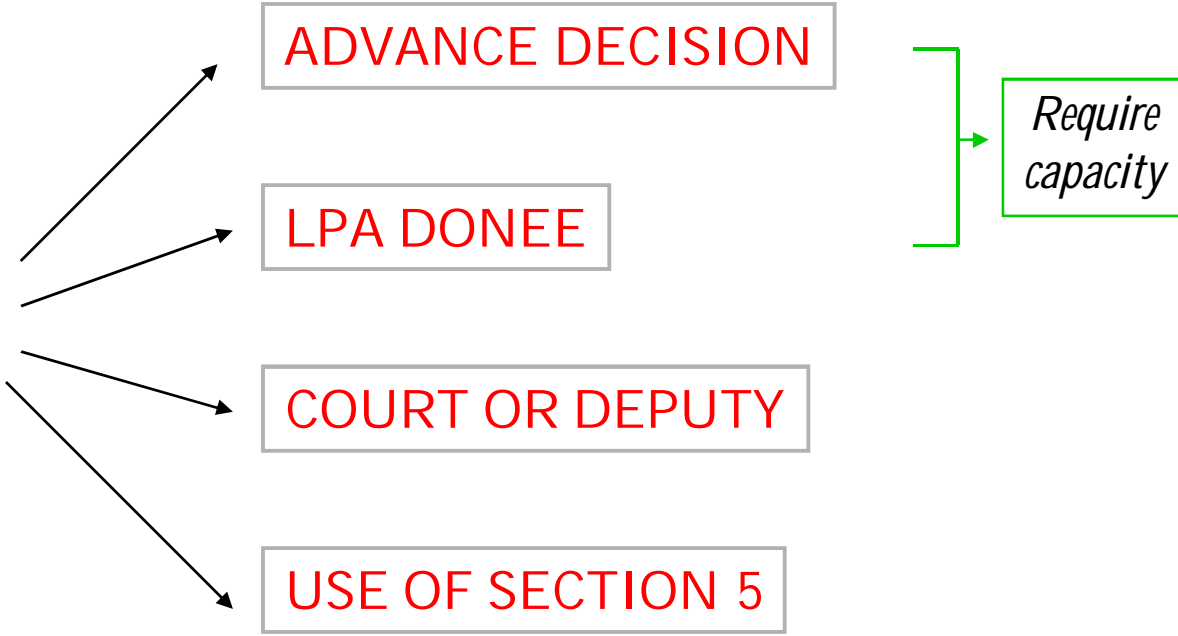 ADVANCE DECISION
Require
capacity
LPA DONEE
COURT OR DEPUTY
USE OF SECTION 5